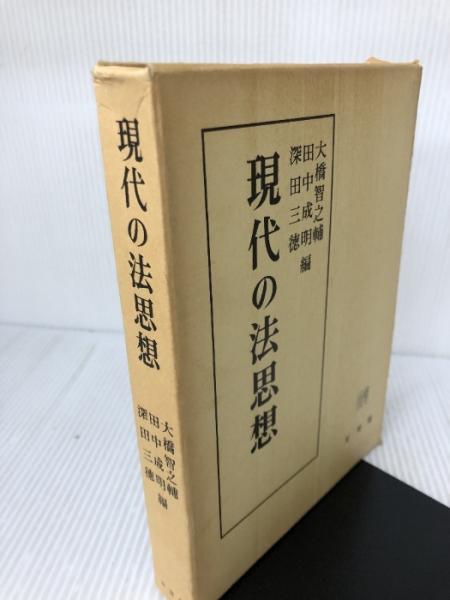 現代の法思想
大橋智之輔
田中成明
深田三徳
編
大橋智之輔
田中成明
深田三徳
編
現代の法思想